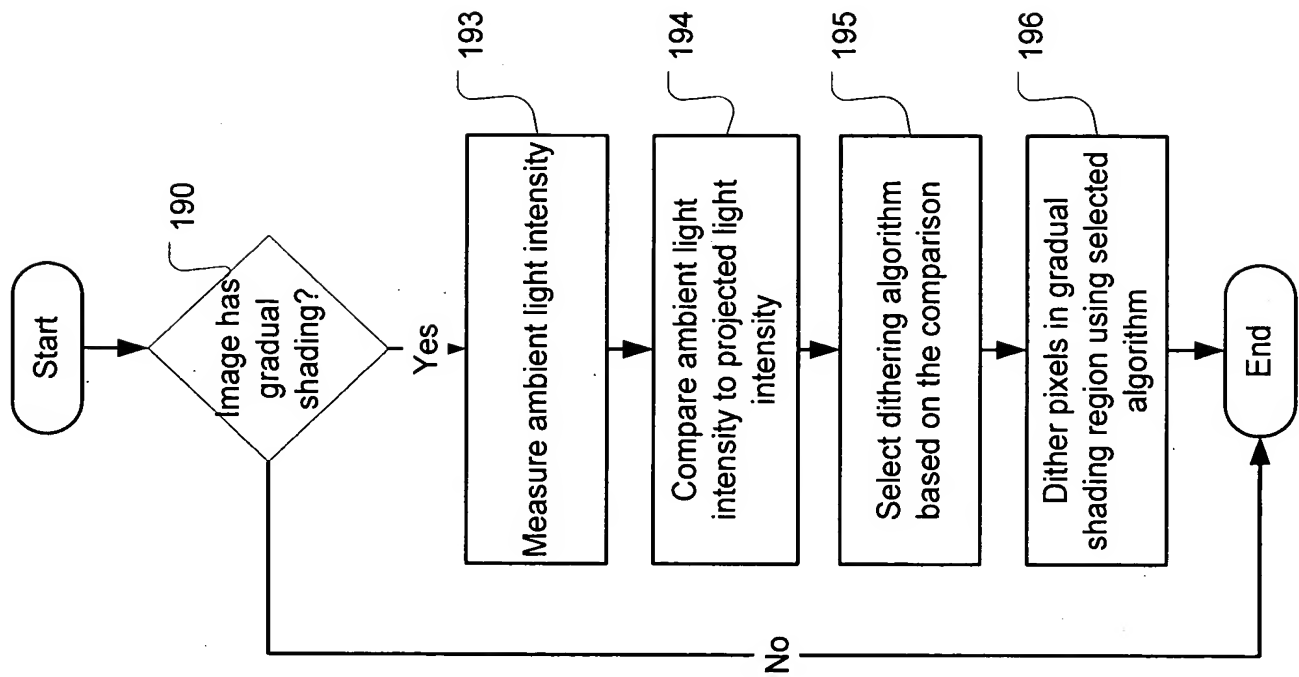 Start
190
Image has
gradual
shading?
Yes
No
193
Measure ambient light intensity
194
Compare ambient light
intensity to projected light
intensity
195
Select dithering algorithm
based on the comparison
196
Dither pixels in gradual
shading region using selected
algorithm
End